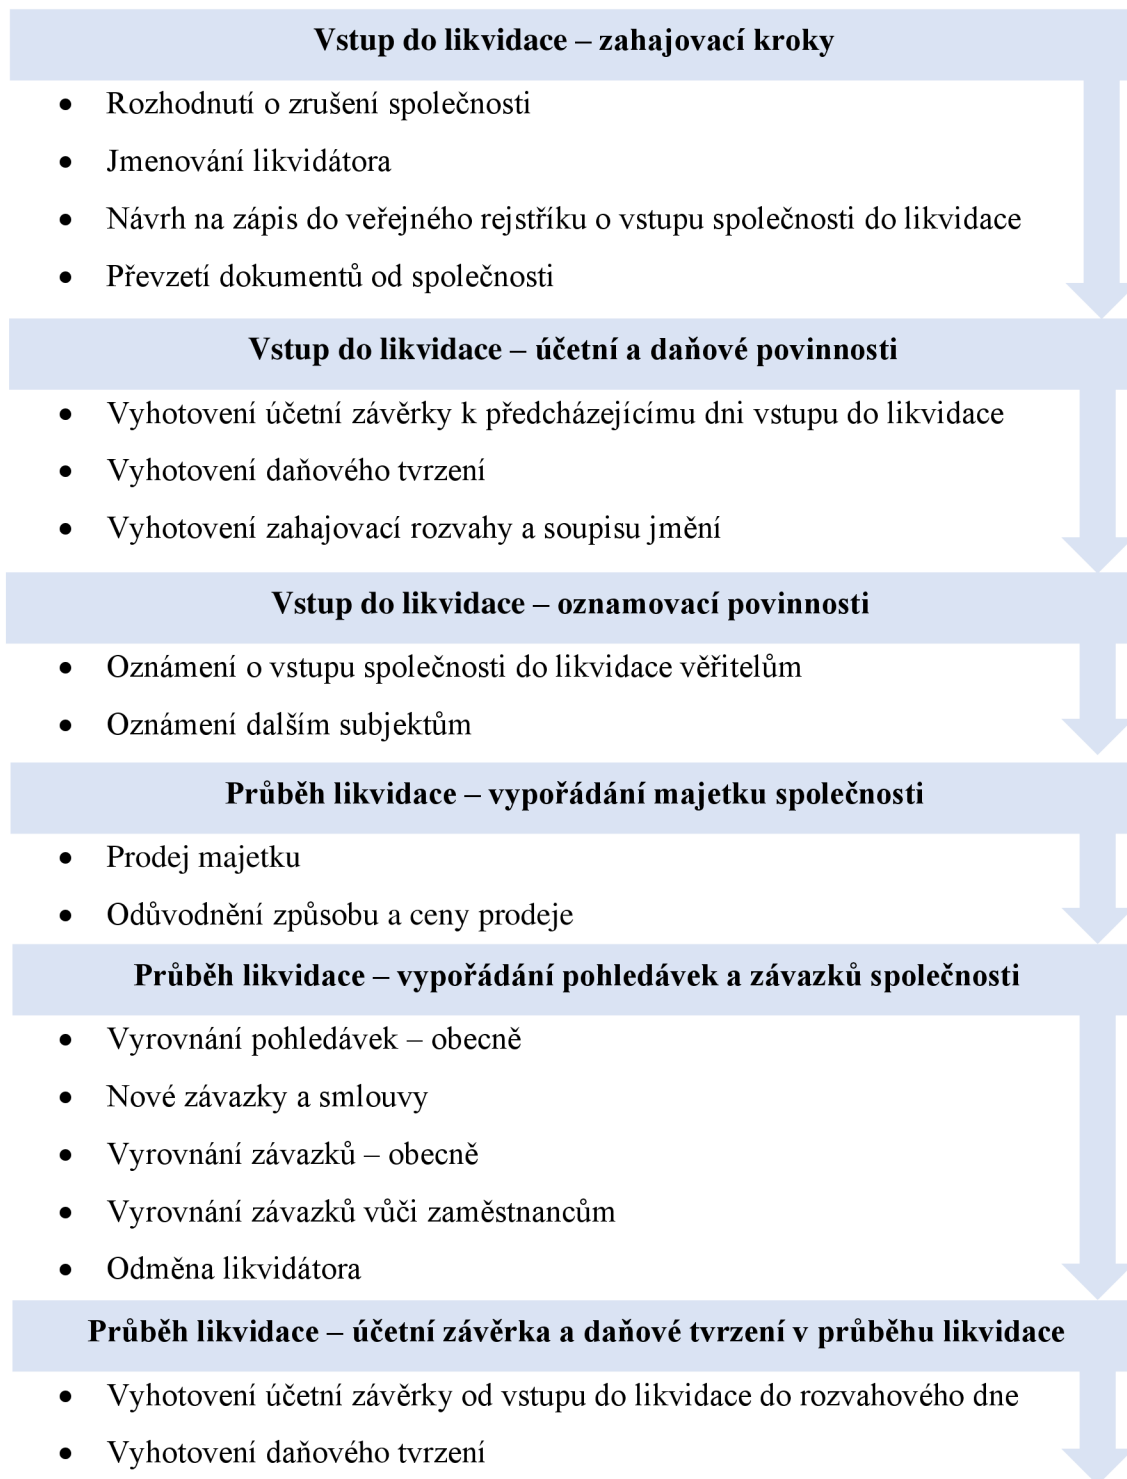 Vstup do likvidace – zahajovací kroky
• Rozhodnutí o zrušení společnosti
• Jmenování likvidátora
• Návrh na zápis do veřejného rejstříku o vstupu společnosti do likvidace
• Převzetí dokumentů od společnosti
Vstup do likvidace – účetní a daňové povinnosti
• Vyhotovení účetní závěrky k předcházejícímu dni vstupu do likvidace
• Vyhotovení daňového tvrzení
• Vyhotovení zahajovací rozvahy a soupisu jmění
Vstup do likvidace – oznamovací povinnosti
• Oznámení o vstupu společnosti do likvidace věřitelům
• Oznámení dalším subjektům
Průběh likvidace – vypořádání majetku společnosti
• Prodej majetku
• Odůvodnění způsobu a ceny prodeje
Průběh likvidace – vypořádání pohledávek a závazků společnosti
• Vyrovnání pohledávek – obecně
• Nové závazky a smlouvy
• Vyrovnání závazků – obecně
• Vyrovnání závazků vůči zaměstnancům
• Odměna likvidátora
Průběh likvidace – účetní závěrka a daňové tvrzení v průběhu likvidace
• Vyhotovení účetní závěrky od vstupu do likvidace do rozvahového dne
• Vyhotovení daňového tvrzení